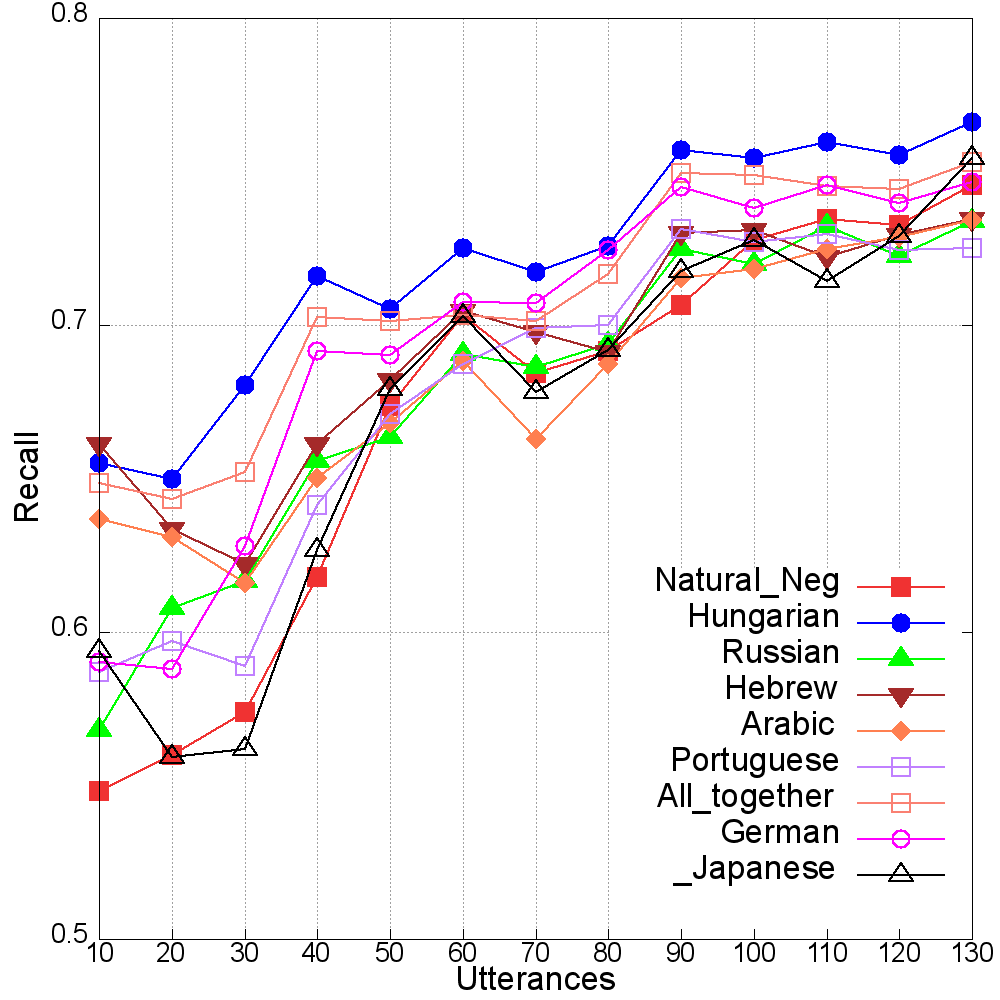 0.8
0.7
0.6
0.5
Recall
Natural_Neg
Hungarian
Russian
Hebrew
Arabic
Portuguese
All_together
German
_Japanese
10 20 30 40 50 60 70 80 90 100 110 120 130
Utterances